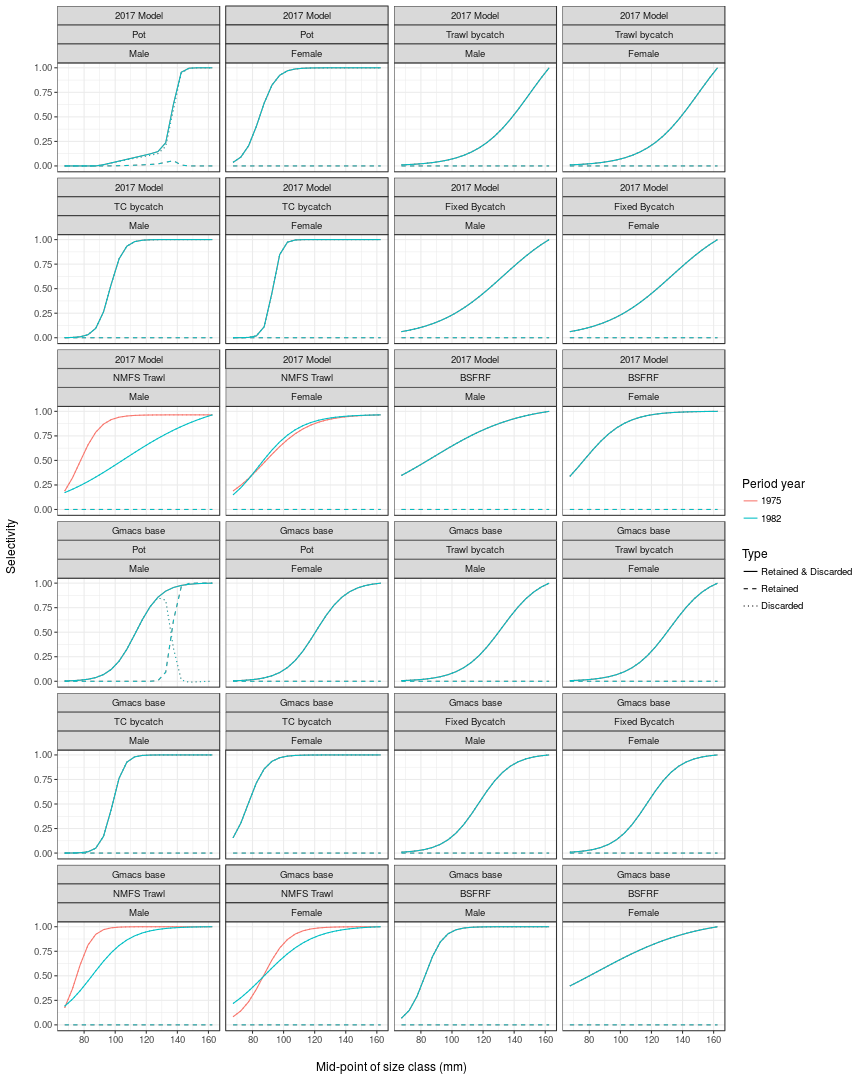 2017 Model 2017 Model 2017 Model 2017 Model
Pot Pot Trawl bycatch Trawl bycatch
Male Female Male Female
1.00
0.75
0.50
0.25
0.00
2017 Model 2017 Model 2017 Model 2017 Model
TC bycatch TC bycatch Fixed Bycatch Fixed Bycatch
Male Female Male Female
1.00
0.75
0.50
0.25
0.00
2017 Model 2017 Model 2017 Model 2017 Model
NMFS Trawl NMFS Trawl BSFRF BSFRF
Male Female Male Female
1.00
0.75
0.50
0.25
0.00
Gmacs base Gmacs base Gmacs base Gmacs base
Pot Pot Trawl bycatch Trawl bycatch
Male Female Male Female
1.00
0.75
0.50
0.25
0.00
Gmacs base Gmacs base Gmacs base Gmacs base
TC bycatch TC bycatch Fixed Bycatch Fixed Bycatch
Male Female Male Female
1.00
0.75
0.50
0.25
0.00
Gmacs base Gmacs base Gmacs base Gmacs base
NMFS Trawl NMFS Trawl BSFRF BSFRF
Male Female Male Female
1.00
0.75
0.50
0.25
0.00
80 100 120 140 160 80 100 120 140 160 80 100 120 140 160 80 100 120 140 160
Mid-point of size class (mm)
Selectivity
Period year
1975
1982
Type
Retained & Discarded
Retained
Discarded